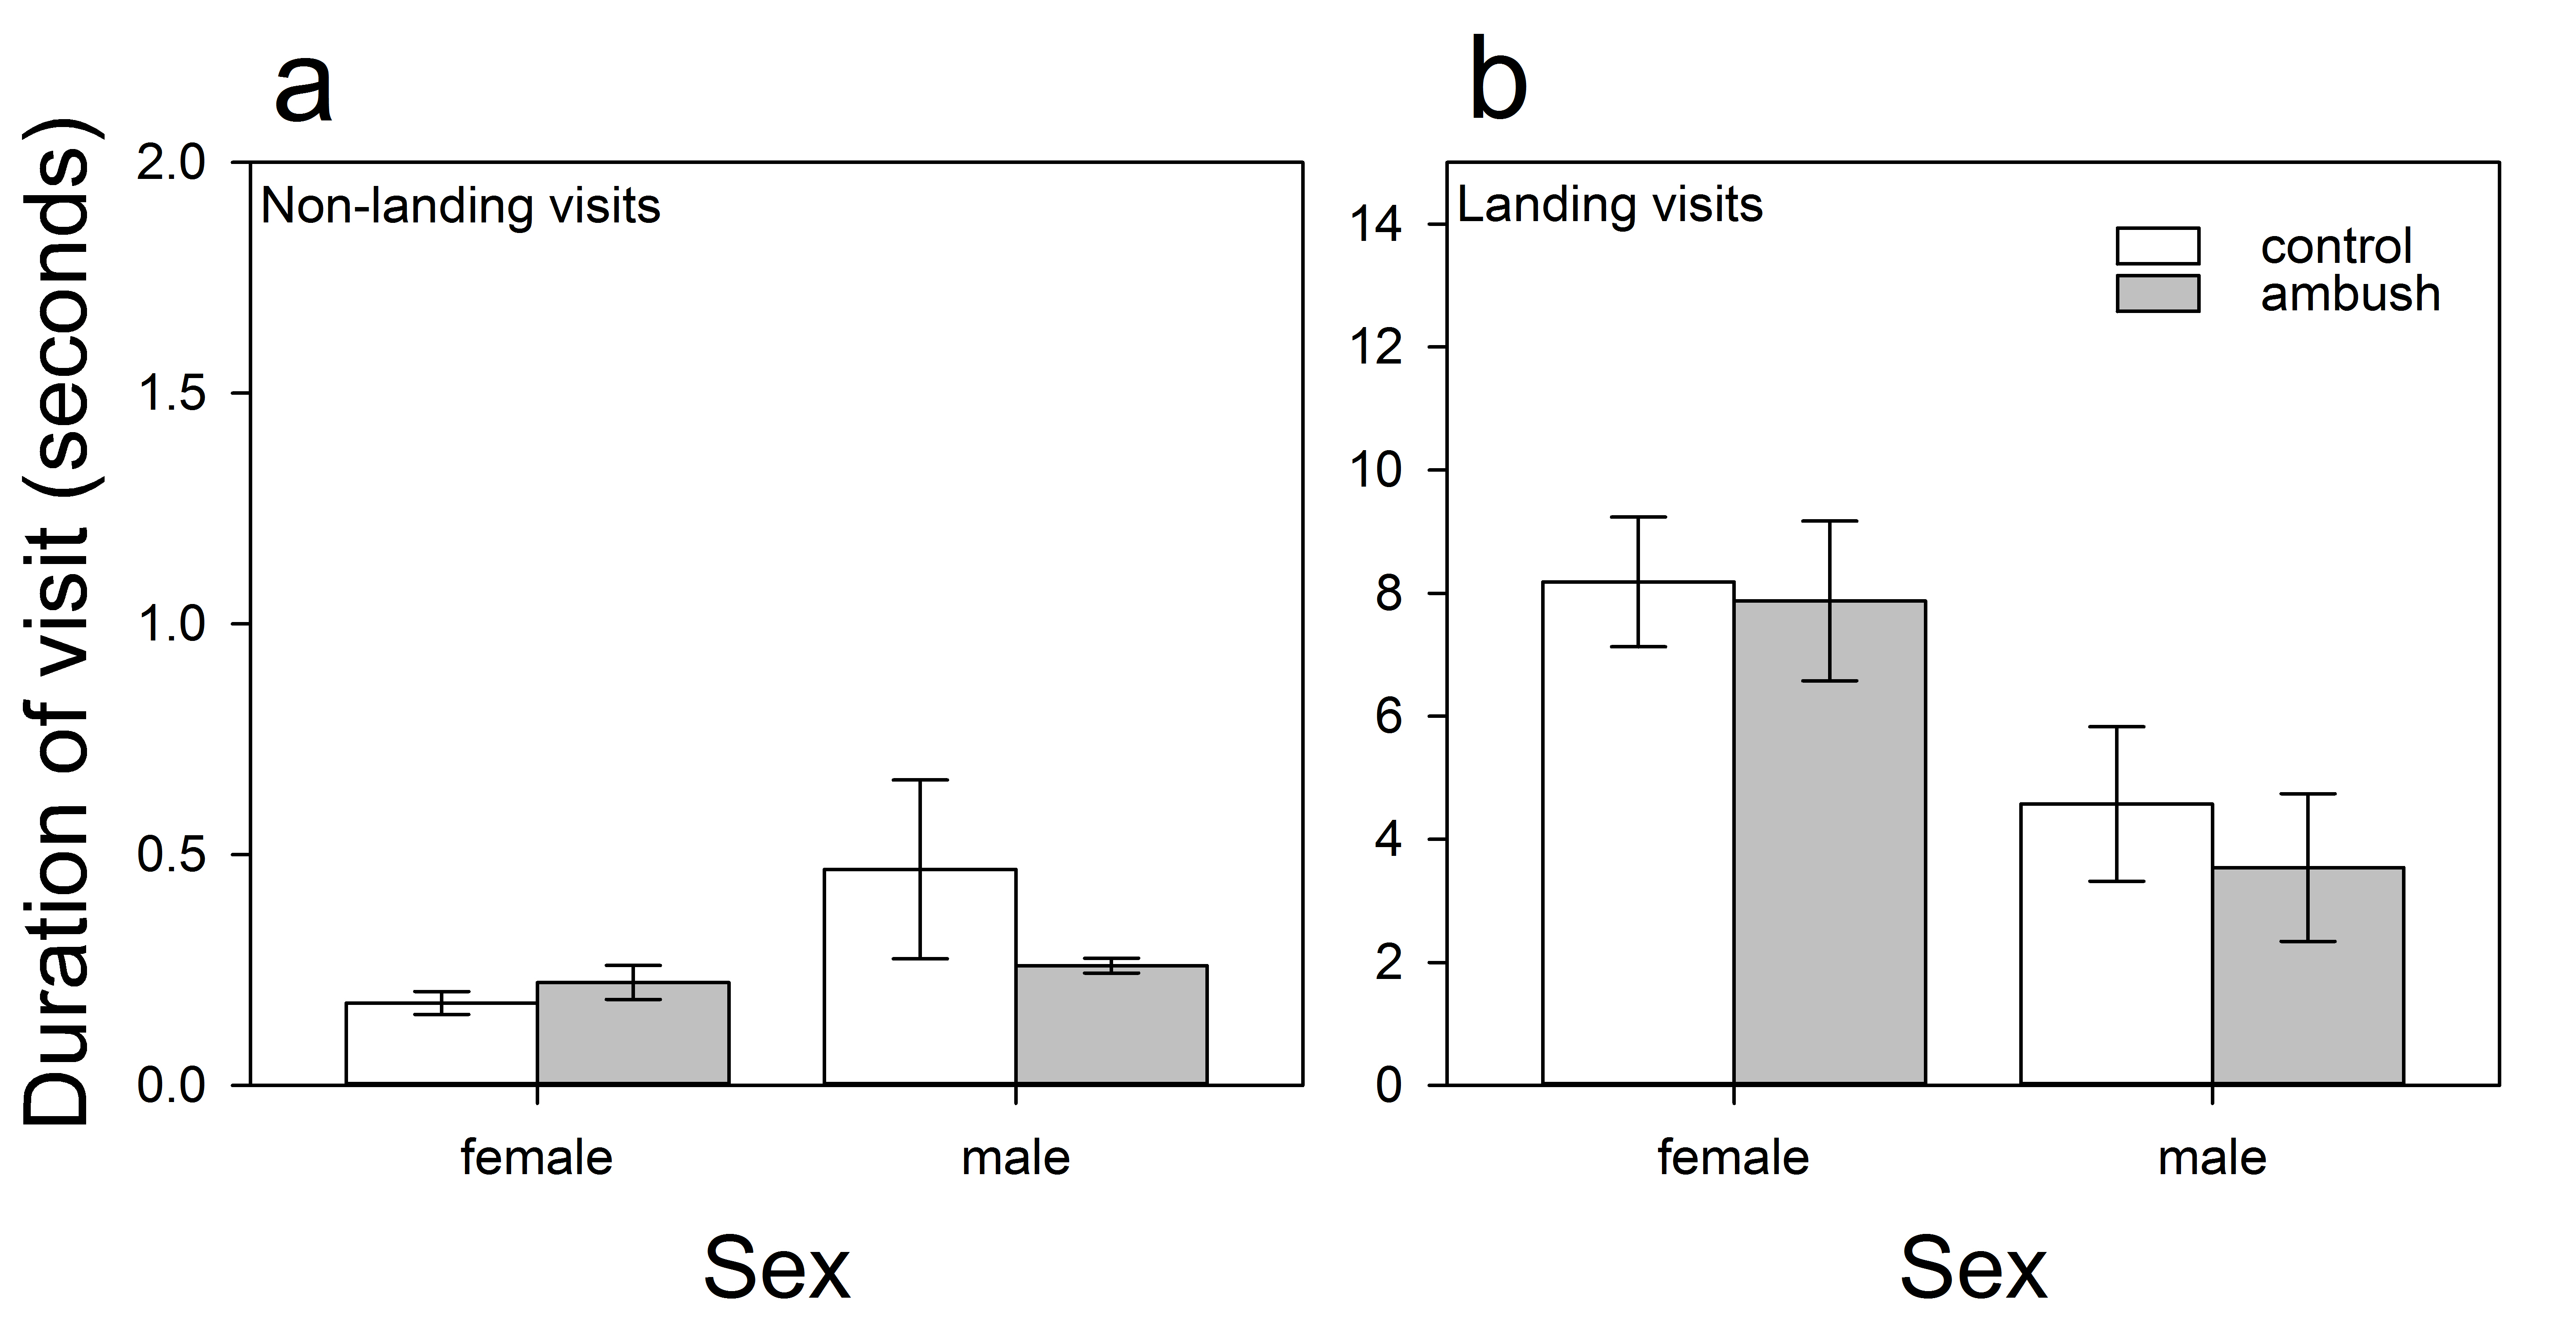 a
b
Duration of visit (seconds)
2.0
1.5
1.0
0.5
0.0
Non-landing visits
female
male
Sex
14
12
10
8
6
4
2
0
Landing visits
control
ambush
female
male
Sex